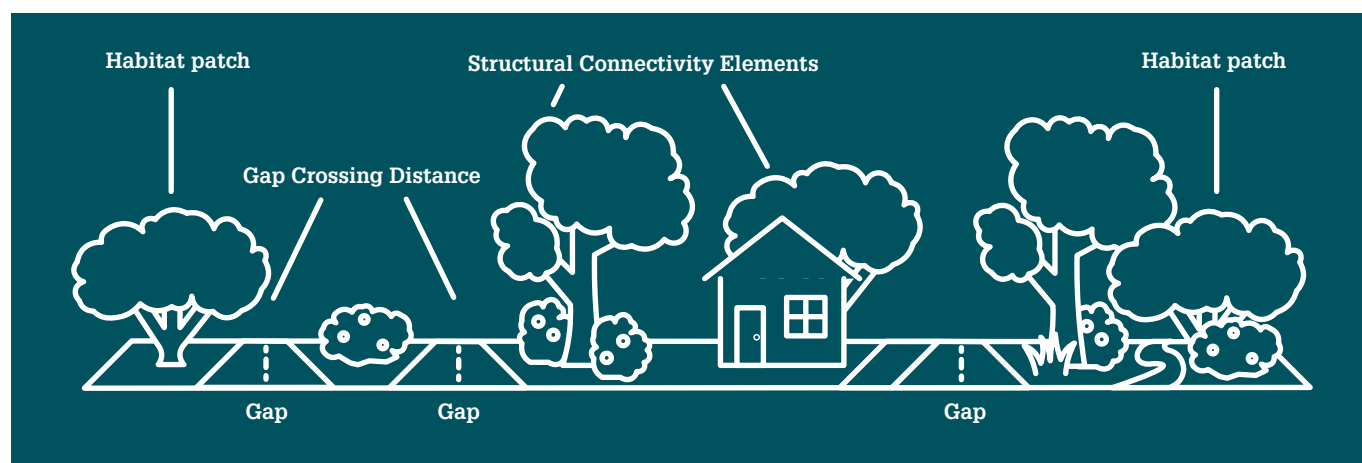 Habitat patch
Structural Connectivity Elements
Habitat patch
Gap Crossing Distance
Gap
Gap
Gap